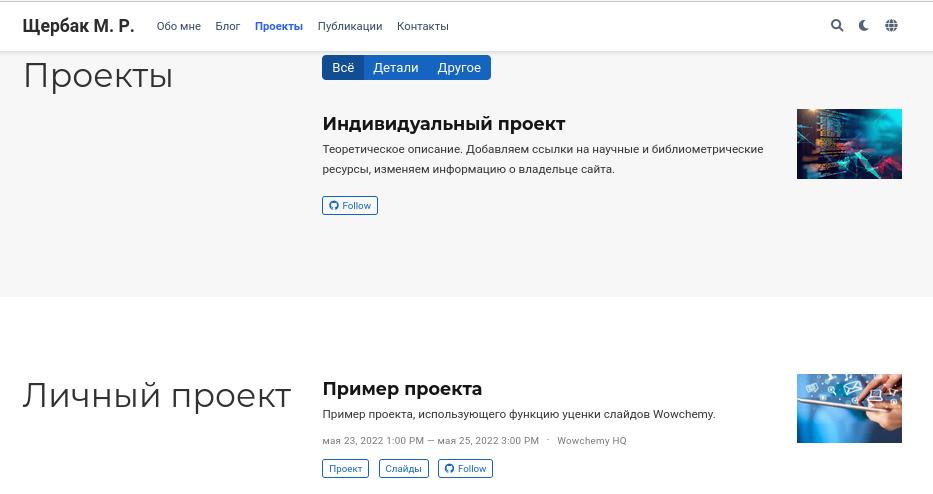 Щербак М. Р. Обо мне Блог Проекты Публикации Контакты
Проекты
Всё Детали Другое
Индивидуальный проект
Теоретическое описание. Добавляем ссылки на научные и библиометрические
ресурсы, изменяем информацию о владельце сайта.
Follow
Личный проект
Пример проекта
Пример проекта, использующего функцию уценки слайдов Wowchemy.
мая 23, 2022 1:00 PM — мая 25, 2022 3:00 PM · Wowchemy HQ
Проект Слайды Follow